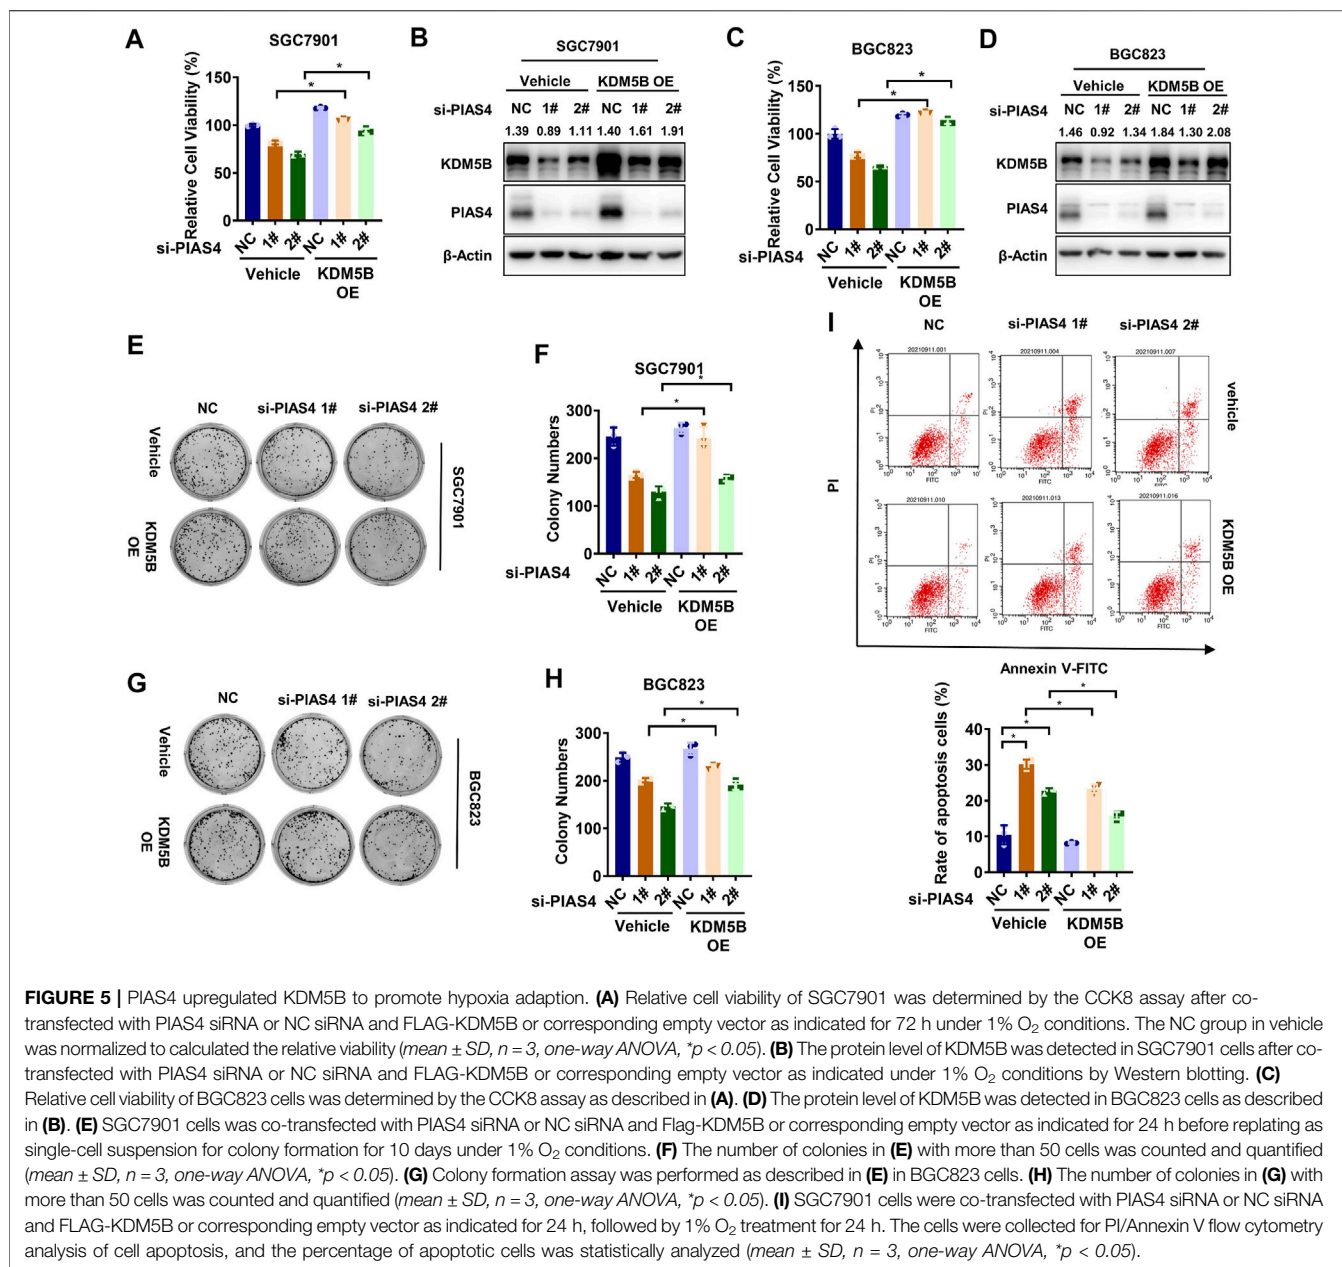 A
SGC7901
Relative Cell Viability (%)
150
100
50
0
*
*
si-PIAS4
NC 1# 2# NC 1# 2#
Vehicle KDM5B
OE
B
SGC7901
Vehicle KDM5B OE
si-PIAS4 NC 1# 2# NC 1# 2#
1.39 0.89 1.11 1.40 1.61 1.91
KDM5B
PIAS4
β-Actin
C
BGC823
Relative Cell Viability (%)
150
100
50
0
*
*
si-PIAS4
NC 1# 2# NC 1# 2#
Vehicle KDM5B
OE
D
BGC823
Vehicle KDM5B OE
si-PIAS4 NC 1# 2# NC 1# 2#
1.46 0.92 1.34 1.84 1.30 2.08
KDM5B
PIAS4
β-Actin
E
NC si-PIAS4 1# si-PIAS4 2#
Vehicle
KDM5B
OE
SGC7901
F
SGC7901
Colony Numbers
300
200
100
0
*
*
si-PIAS4
NC 1# 2# NC 1# 2#
Vehicle KDM5B
OE
G
NC si-PIAS4 1# si-PIAS4 2#
Vehicle
KDM5B
OE
BGC823
H
BGC823
Colony Numbers
300
200
100
0
*
*
si-PIAS4
NC 1# 2# NC 1# 2#
Vehicle KDM5B
OE
I
NC si-PIAS4 1# si-PIAS4 2#
20210911.001 20210911.004 20210911.007
vehicle
20210911.010 20210911.013 20210911.016
KDM5B OE
PI
Annexin V-FITC
Rate of apoptosis cells (%)
40
30
20
10
0
*
*
*
*
si-PIAS4
NC 1# 2# NC 1# 2#
Vehicle KDM5B
OE
FIGURE 5 | PIAS4 upregulated KDM5B to promote hypoxia adaption. (A) Relative cell viability of SGC7901 was determined by the CCK8 assay after co-
transfected with PIAS4 siRNA or NC siRNA and FLAG-KDM5B or corresponding empty vector as indicated for 72 h under 1% O₂ conditions. The NC group in vehicle
was normalized to calculated the relative viability (mean ± SD, n = 3, one-way ANOVA, *p < 0.05). (B) The protein level of KDM5B was detected in SGC7901 cells after co-
transfected with PIAS4 siRNA or NC siRNA and FLAG-KDM5B or corresponding empty vector as indicated under 1% O₂ conditions by Western blotting. (C)
Relative cell viability of BGC823 cells was determined by the CCK8 assay as described in (A). (D) The protein level of KDM5B was detected in BGC823 cells as described
in (B). (E) SGC7901 cells was co-transfected with PIAS4 siRNA or NC siRNA and Flag-KDM5B or corresponding empty vector as indicated for 24 h before replating as
single-cell suspension for colony formation for 10 days under 1% O₂ conditions. (F) The number of colonies in (E) with more than 50 cells was counted and quantified
(mean ± SD, n = 3, one-way ANOVA, *p < 0.05). (G) Colony formation assay was performed as described in (E) in BGC823 cells. (H) The number of colonies in (G) with
more than 50 cells was counted and quantified (mean ± SD, n = 3, one-way ANOVA, *p < 0.05). (I) SGC7901 cells were co-transfected with PIAS4 siRNA or NC siRNA
and FLAG-KDM5B or corresponding empty vector as indicated for 24 h, followed by 1% O₂ treatment for 24 h. The cells were collected for PI/Annexin V flow cytometry
analysis of cell apoptosis, and the percentage of apoptotic cells was statistically analyzed (mean ± SD, n = 3, one-way ANOVA, *p < 0.05).